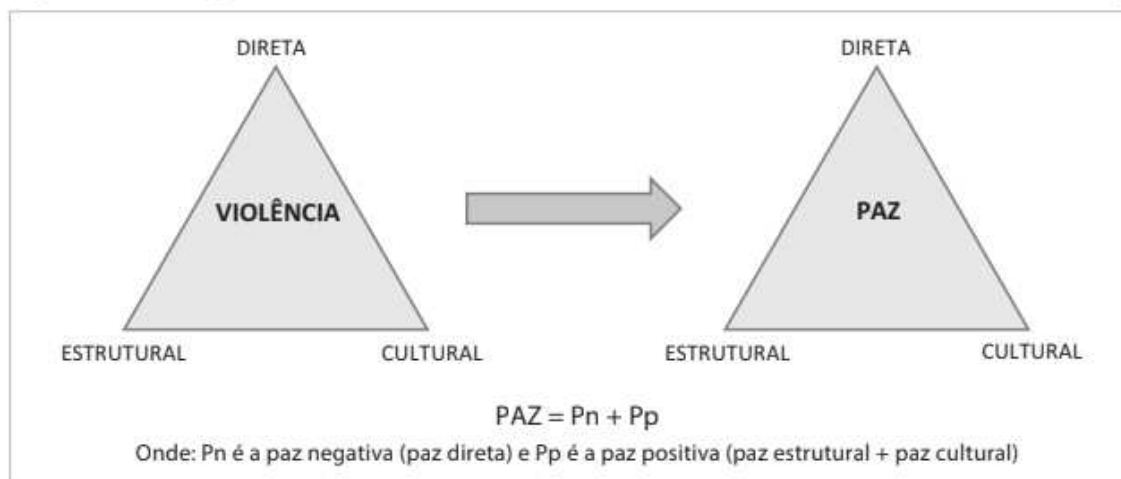 DIRETA DIRETA
VIOLÊNCIA PAZ
ESTRUTURAL CULTURAL ESTRUTURAL CULTURAL
PAZ = Pn + Pp
Onde: Pn é a paz negativa (paz direta) e Pp é a paz positiva (paz estrutural + paz cultural)